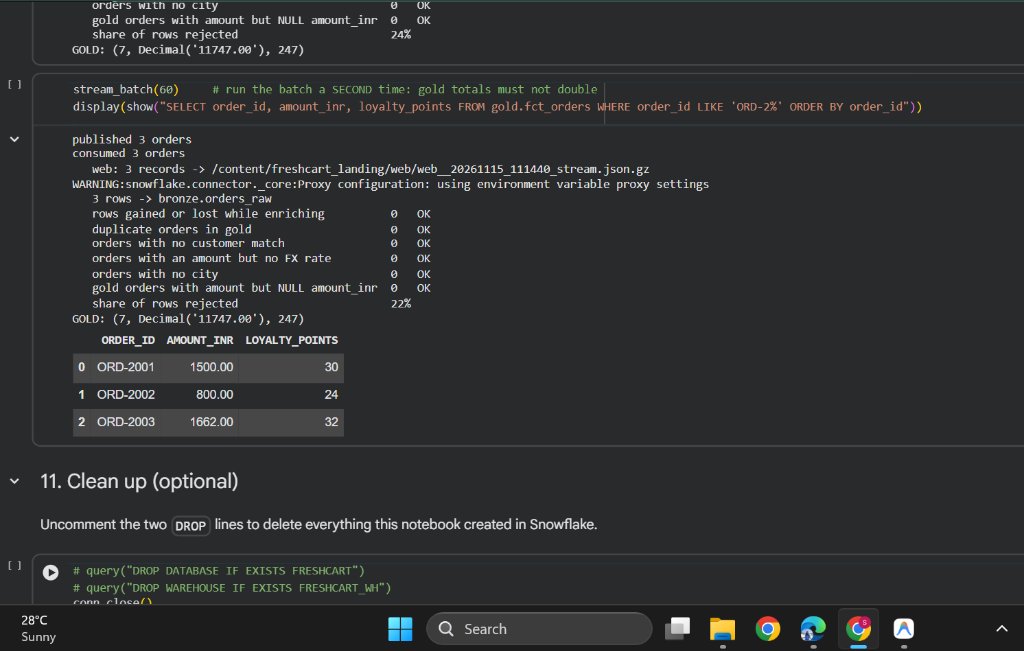 orders with no city 0 OK
gold orders with amount but NULL amount_inr 0 OK
share of rows rejected 24%
GOLD: (7, Decimal('11747.00'), 247)
[ ]
stream_batch(60) # run the batch a SECOND time: gold totals must not double
display(show("SELECT order_id, amount_inr, loyalty_points FROM gold.fct_orders WHERE order_id LIKE 'ORD-2%' ORDER BY order_id"))
published 3 orders
consumed 3 orders
web: 3 records -> /content/freshcart_landing/web/web__20261115_111440_stream.json.gz
WARNING:snowflake.connector._core:Proxy configuration: using environment variable proxy settings
3 rows -> bronze.orders_raw
rows gained or lost while enriching 0 OK
duplicate orders in gold 0 OK
orders with no customer match 0 OK
orders with an amount but no FX rate 0 OK
orders with no city 0 OK
gold orders with amount but NULL amount_inr 0 OK
share of rows rejected 22%
GOLD: (7, Decimal('11747.00'), 247)
ORDER_ID AMOUNT_INR LOYALTY_POINTS
0 ORD-2001 1500.00 30
1 ORD-2002 800.00 24
2 ORD-2003 1662.00 32
11. Clean up (optional)
Uncomment the two DROP lines to delete everything this notebook created in Snowflake.
[ ]
# query("DROP DATABASE IF EXISTS FRESHCART")
# query("DROP WAREHOUSE IF EXISTS FRESHCART_WH")
conn.close()
28°C
Sunny
Search